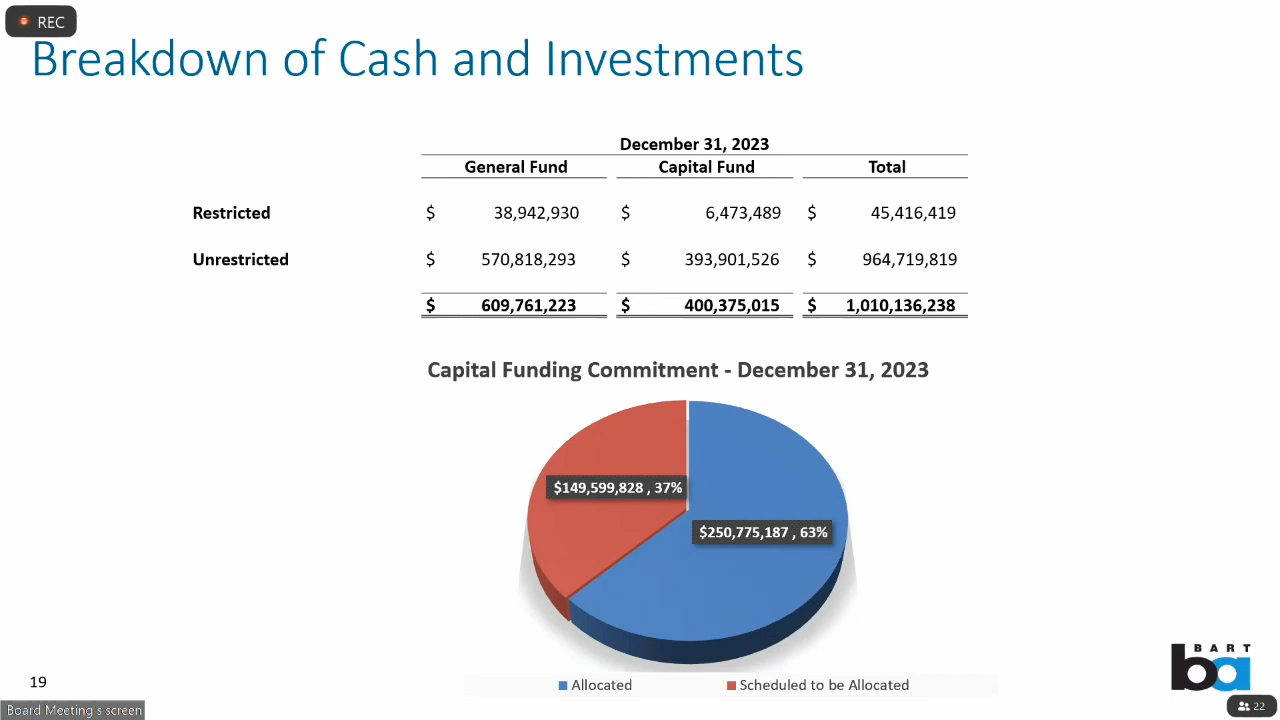 REC
Breakdown of Cash and Investments
December 31, 2023
General Fund Capital Fund Total
Restricted $ 38,942,930 $ 6,473,489 $ 45,416,419
Unrestricted $ 570,818,293 $ 393,901,526 $ 964,719,819
$ 609,761,223 $ 400,375,015 $ 1,010,136,238
Capital Funding Commitment - December 31, 2023
$149,599,828 , 37%
$250,775,187 , 63%
Allocated Scheduled to be Allocated
19
BART
ba
Board Meeting s screen
22